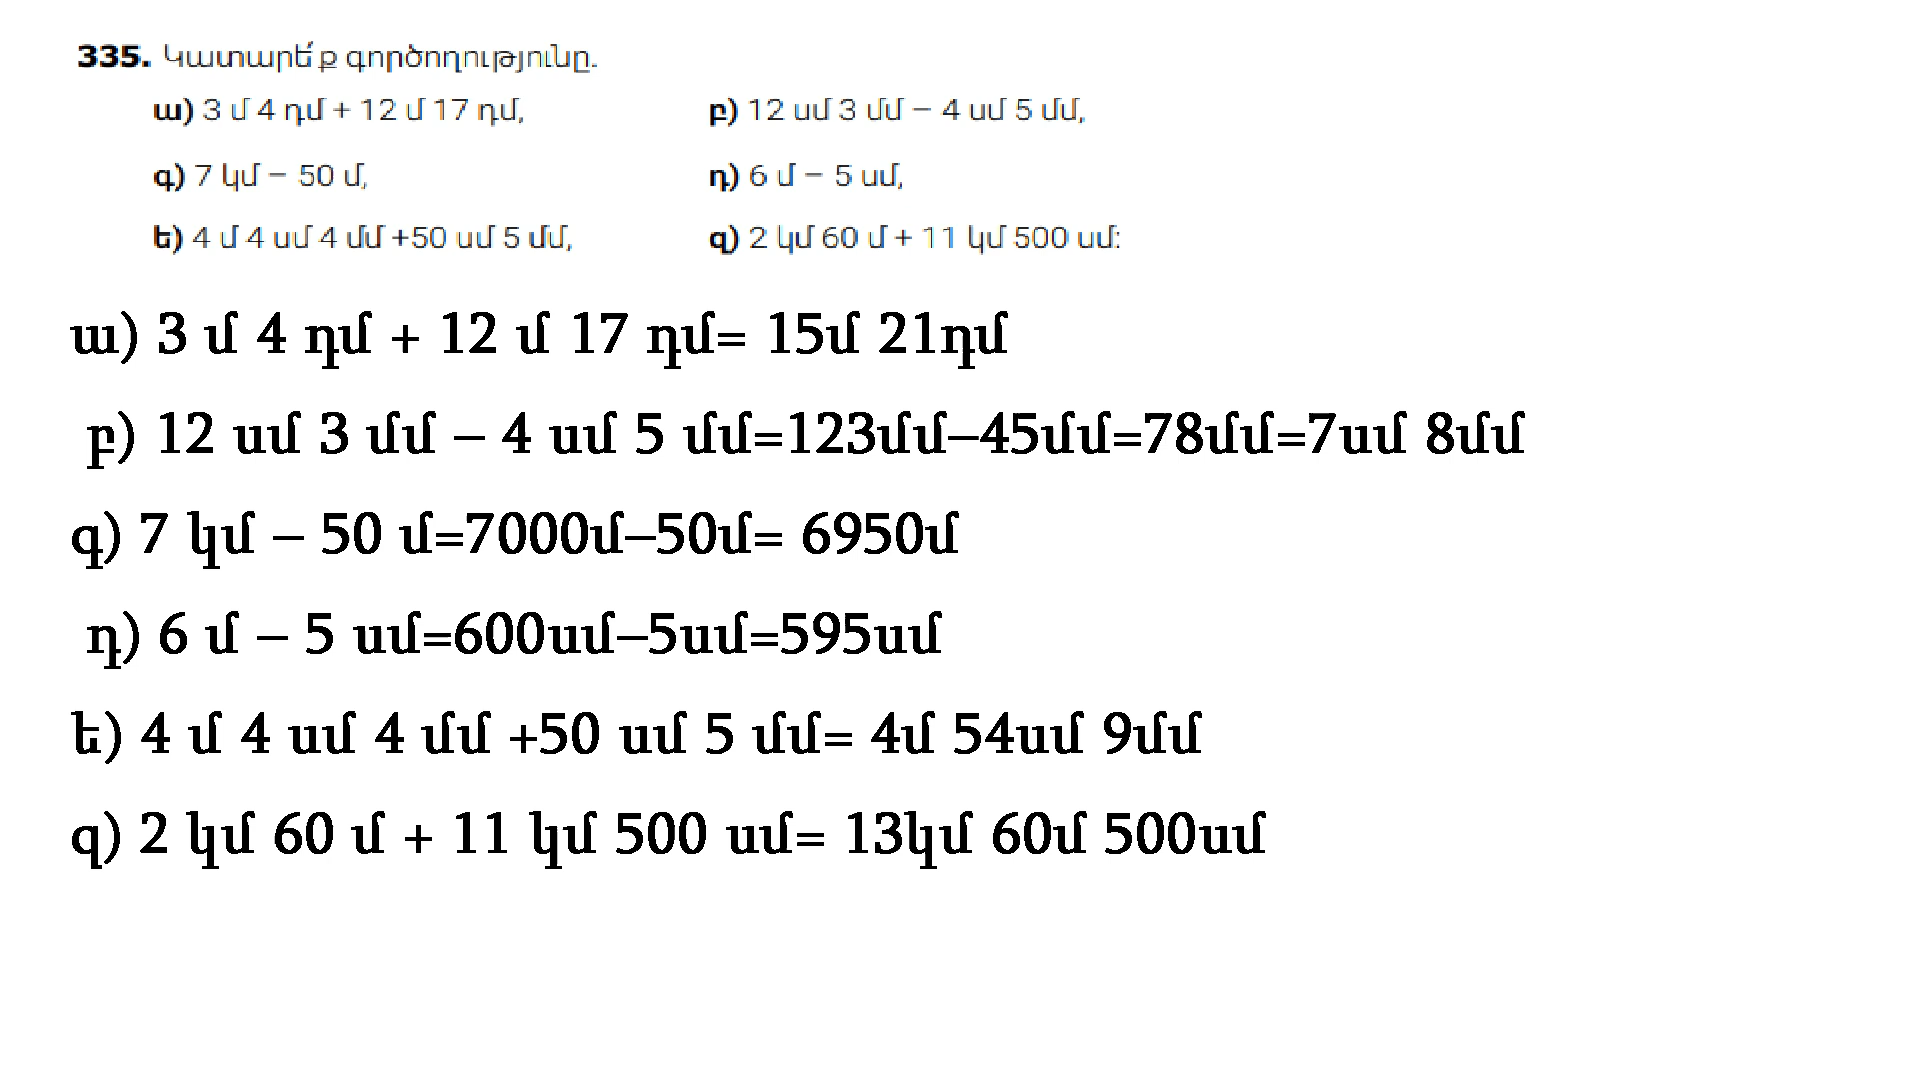 335. Կատարե՛ք գործողությունը.
ա) 3 մ 4 դմ + 12 մ 17 դմ, բ) 12 սմ 3 մմ – 4 սմ 5 մմ,
գ) 7 կմ – 50 մ, դ) 6 մ – 5 սմ,
ե) 4 մ 4 սմ 4 մմ +50 սմ 5 մմ, զ) 2 կմ 60 մ + 11 կմ 500 սմ:
ա) 3 մ 4 դմ + 12 մ 17 դմ= 15մ 21դմ
բ) 12 սմ 3 մմ – 4 սմ 5 մմ=123մմ–45մմ=78մմ=7սմ 8մմ
գ) 7 կմ – 50 մ=7000մ–50մ= 6950մ
դ) 6 մ – 5 սմ=600սմ–5սմ=595սմ
ե) 4 մ 4 սմ 4 մմ +50 սմ 5 մմ= 4մ 54սմ 9մմ
զ) 2 կմ 60 մ + 11 կմ 500 սմ= 13կմ 60մ 500սմ